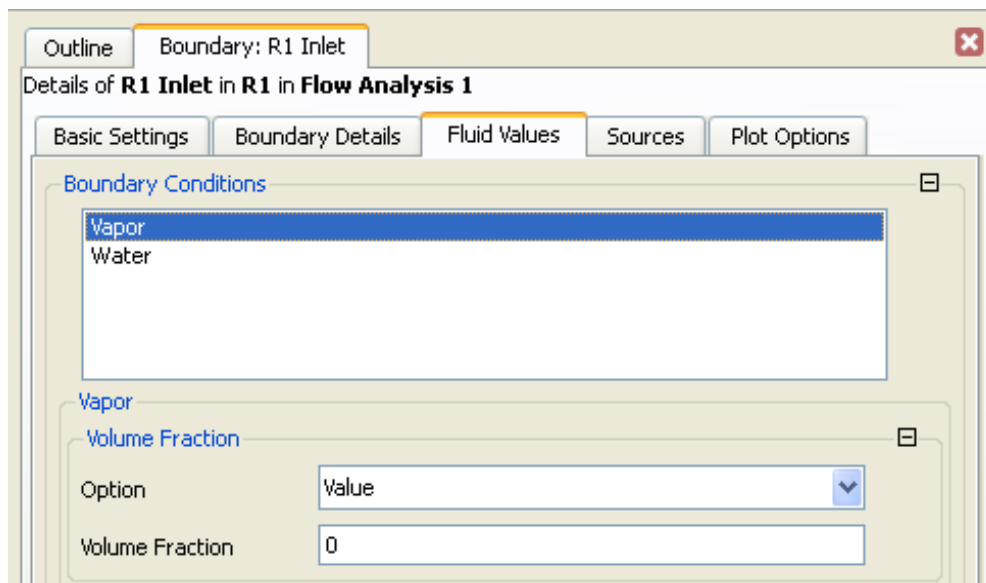 Outline Boundary: R1 Inlet
Details of R1 Inlet in R1 in Flow Analysis 1
Basic Settings Boundary Details Fluid Values Sources Plot Options
Boundary Conditions
Vapor
Water
Vapor
Volume Fraction
Option Value
Volume Fraction 0